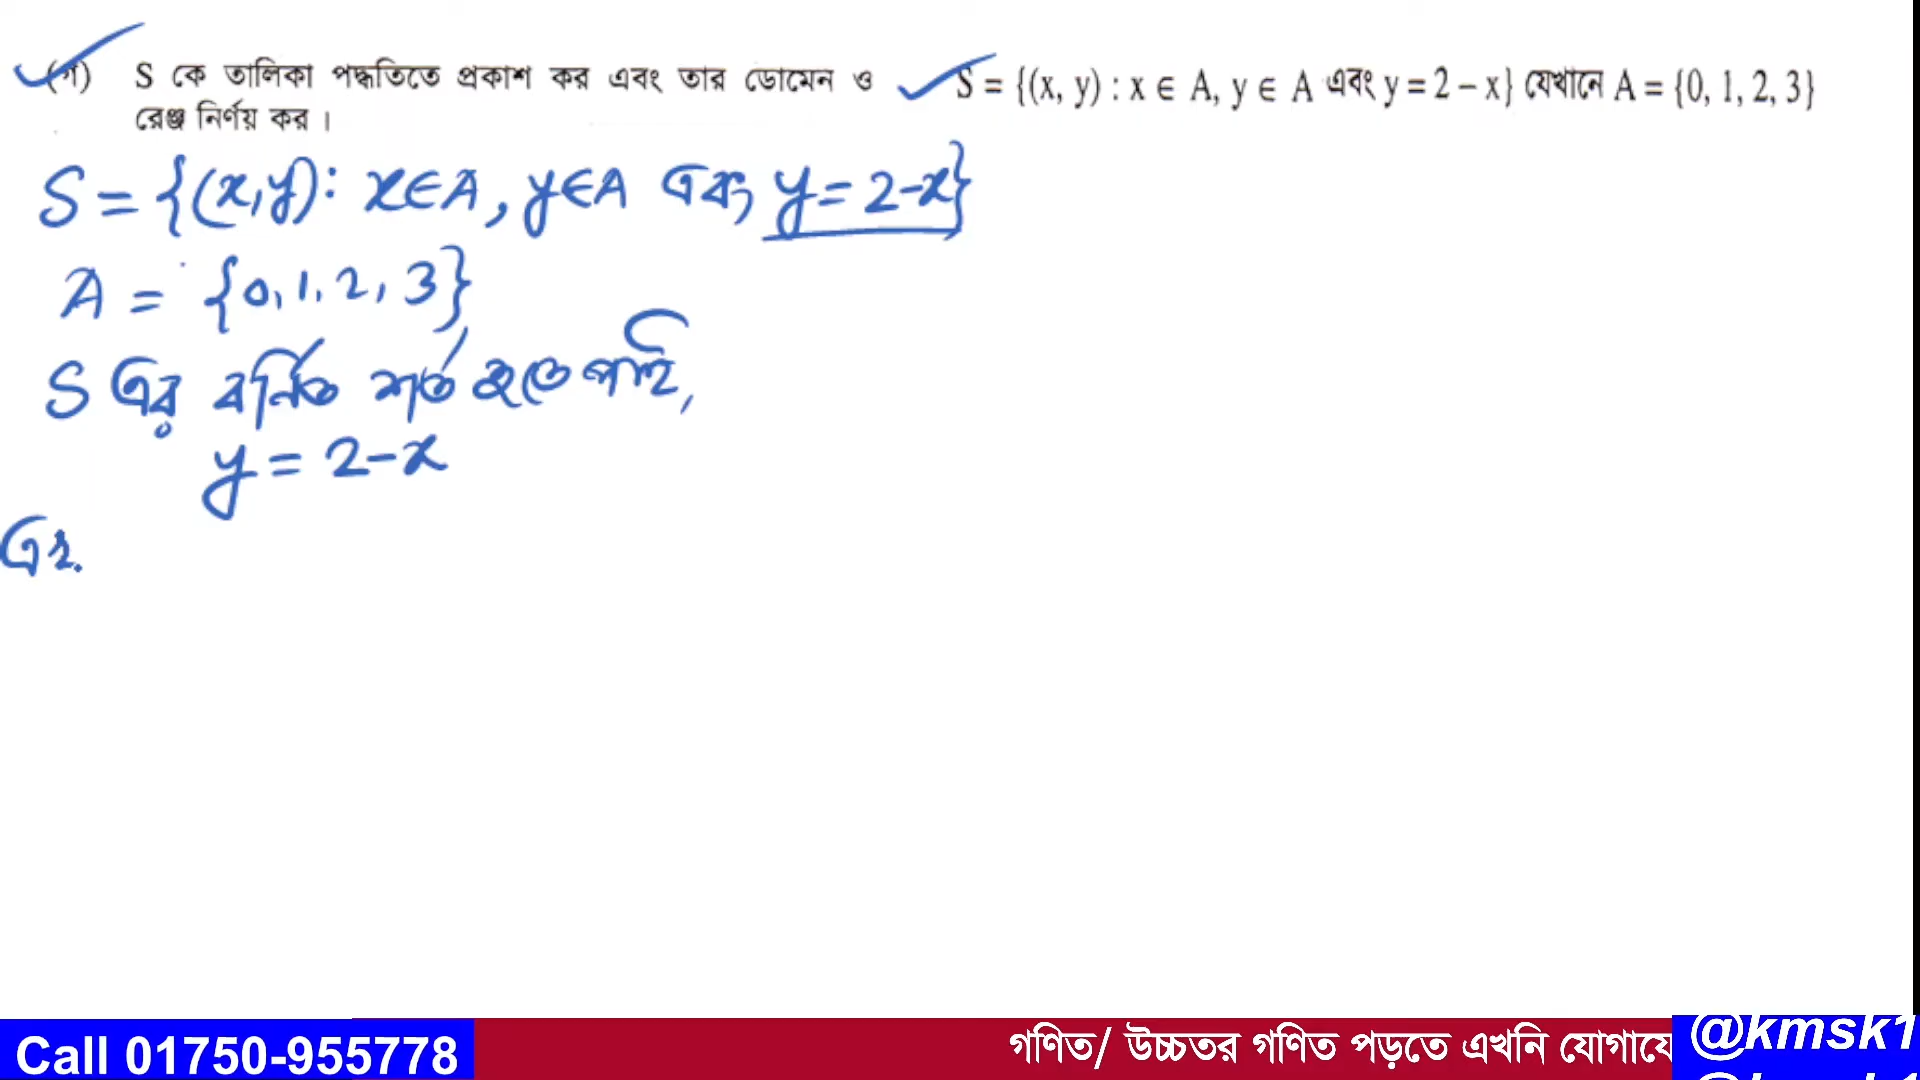 (গ) S কে তালিকা পদ্ধতিতে প্রকাশ কর এবং তার ডোমেন ও
রেঞ্জ নির্ণয় কর।
S = {(x, y) : x ∈ A, y ∈ A এবং y = 2 – x} যেখানে A = {0, 1, 2, 3}
S = {(x,y): x∈A, y∈A এবং y = 2-x}
A = {0, 1, 2, 3}
S এর বর্ণিত শর্ত হতে পাই,
y = 2-x
Call 01750-955778
গণিত/ উচ্চতর গণিত পড়তে এখনি যোগাযে
@kmsk1